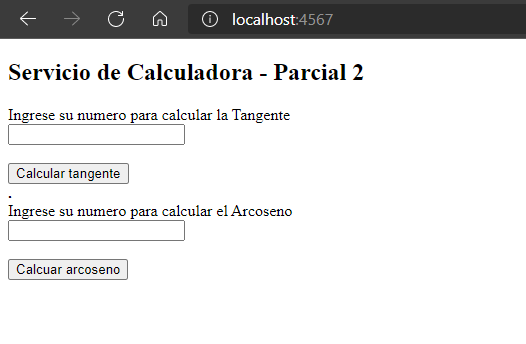 localhost:4567
Servicio de Calculadora - Parcial 2
Ingrese su numero para calcular la Tangente
Calcular tangente
.
Ingrese su numero para calcular el Arcoseno
Calcuar arcoseno